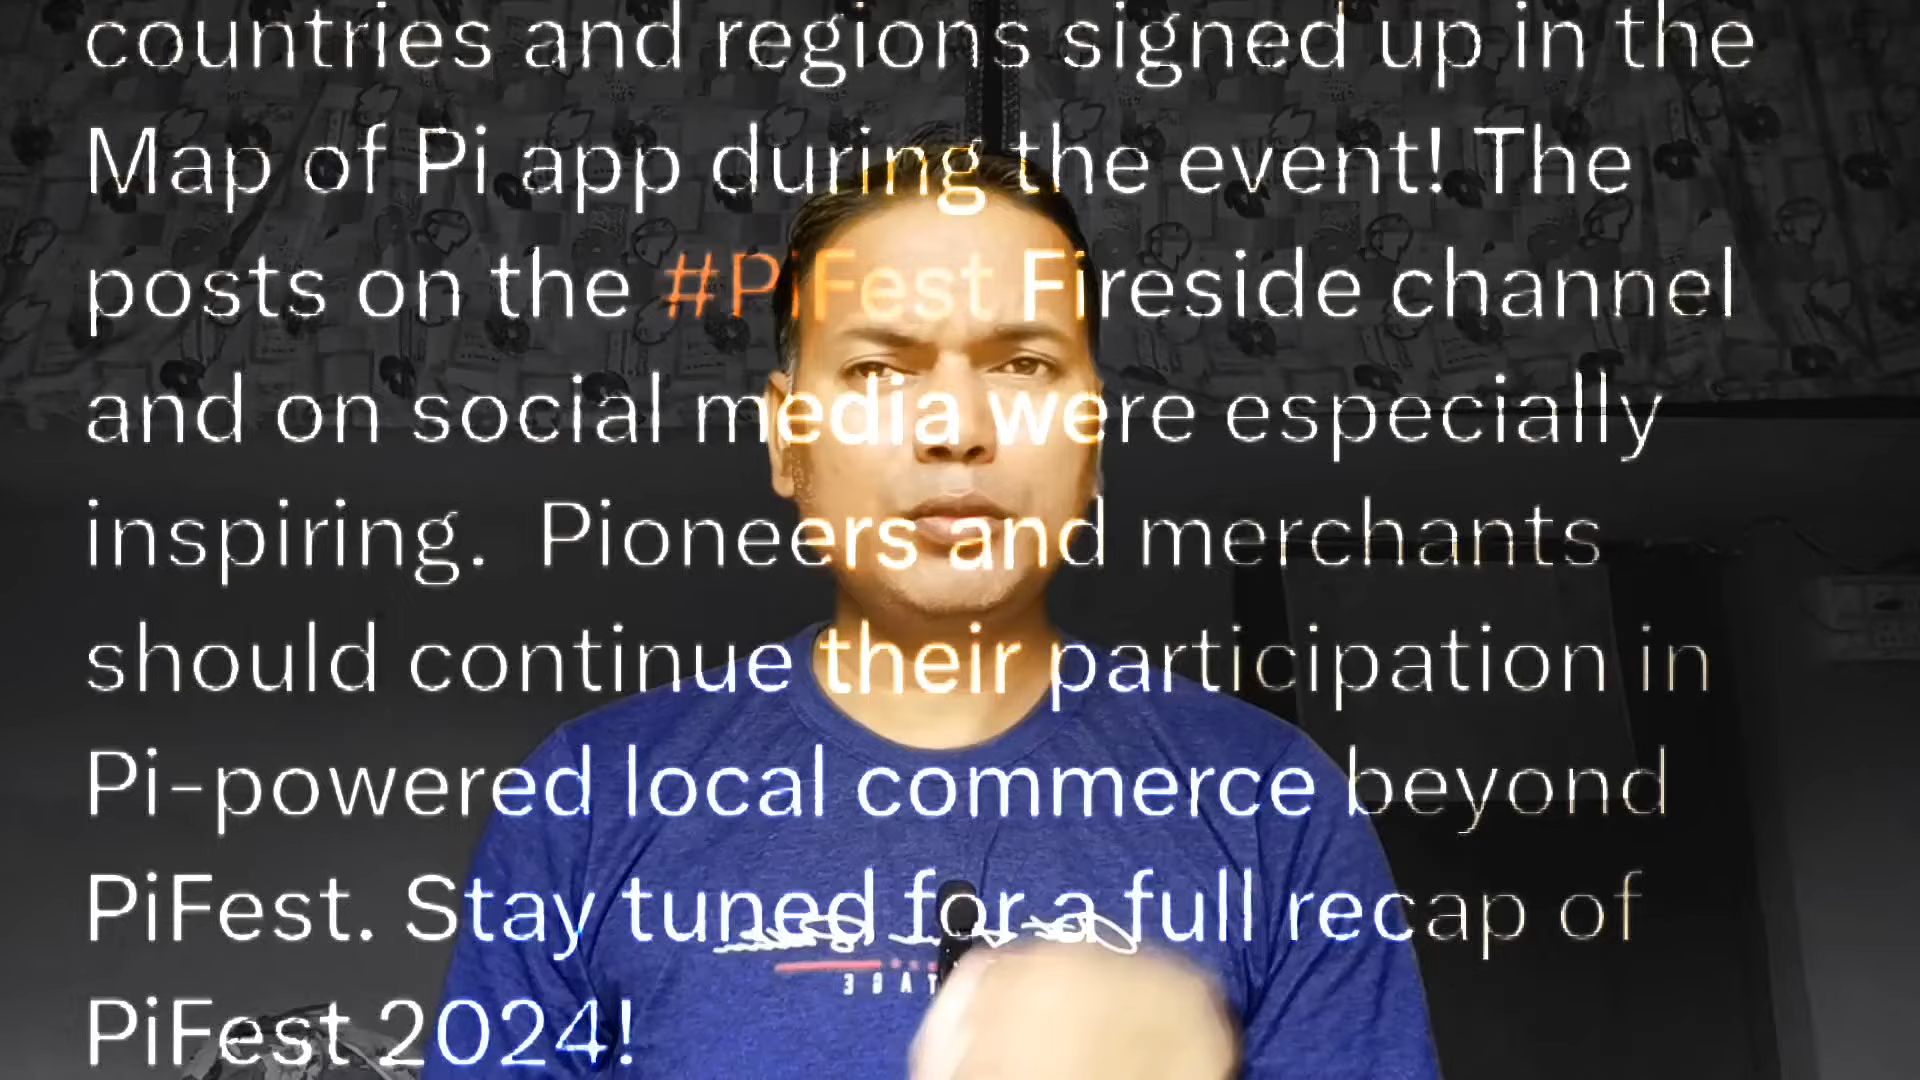 countries and regions signed up in the
Map of Pi app during the event! The
posts on the #PiFest Fireside channel
and on social media were especially
inspiring.  Pioneers and merchants
should continue their participation in
Pi-powered local commerce beyond
PiFest. Stay tuned for a full recap of
PiFest 2024!